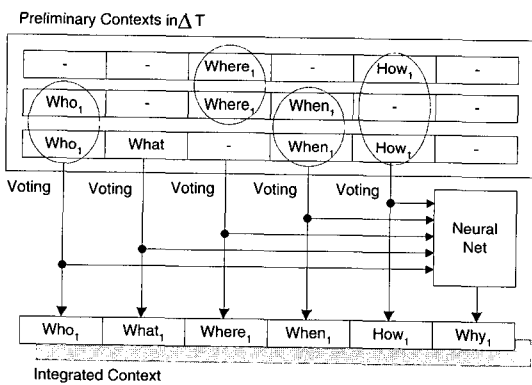 Preliminary Contexts in ΔT
- - Where₁ - How₁ -
Who₁ - Where₁ When₁ - -
Who₁ What - When₁ How₁ -
Voting Voting Voting Voting Voting
Neural
Net
Who₁ What₁ Where₁ When₁ How₁ Why₁
Integrated Context